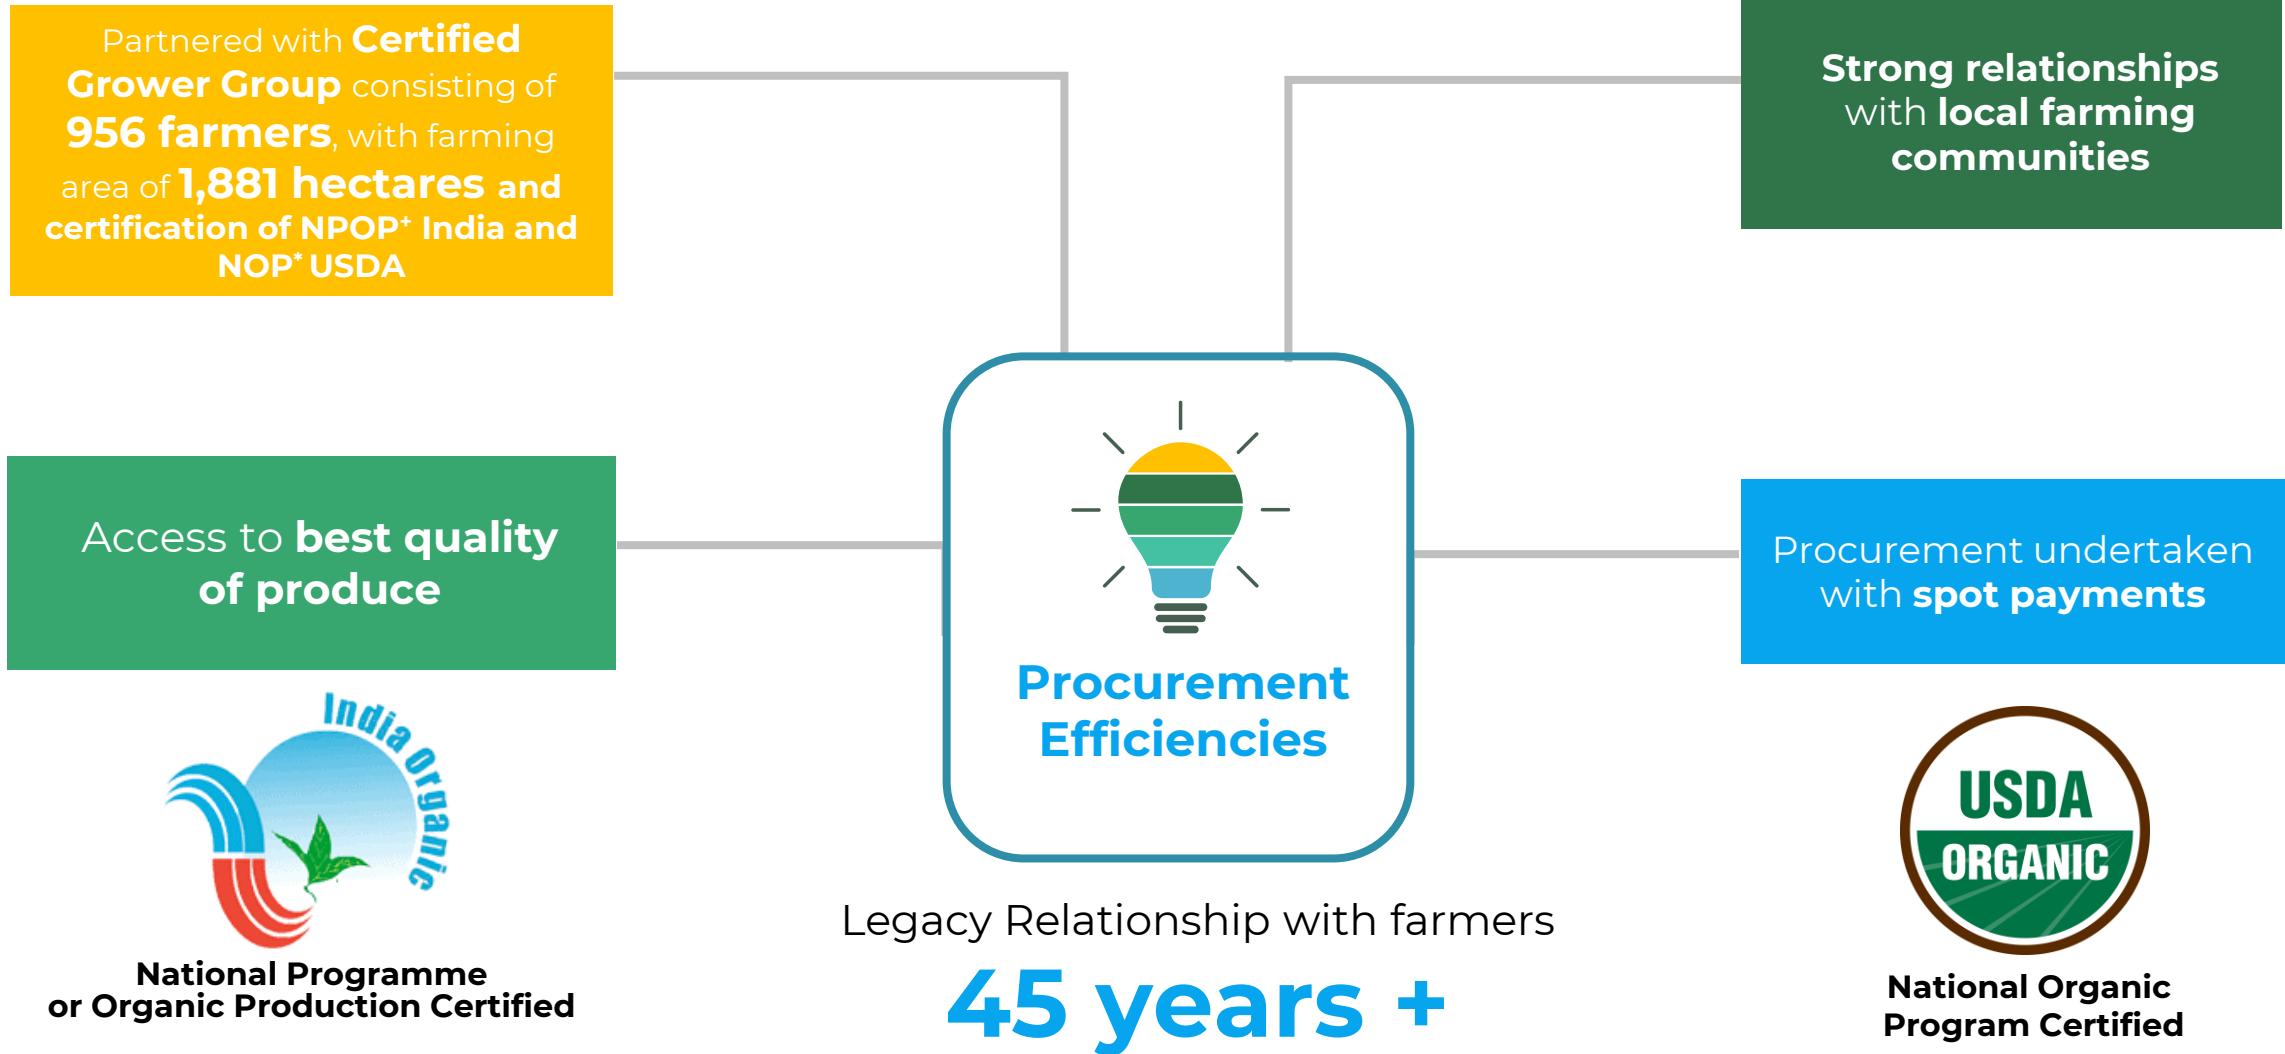 Partnered with Certified
Grower Group consisting of
956 farmers, with farming
area of 1,881 hectares and
certification of NPOP+ India and
NOP* USDA
Strong relationships
with local farming
communities
Access to best quality
of produce
Procurement undertaken
with spot payments
Procurement
Efficiencies
India Organic
National Programme
or Organic Production Certified
Legacy Relationship with farmers
45 years +
USDA
ORGANIC
National Organic
Program Certified